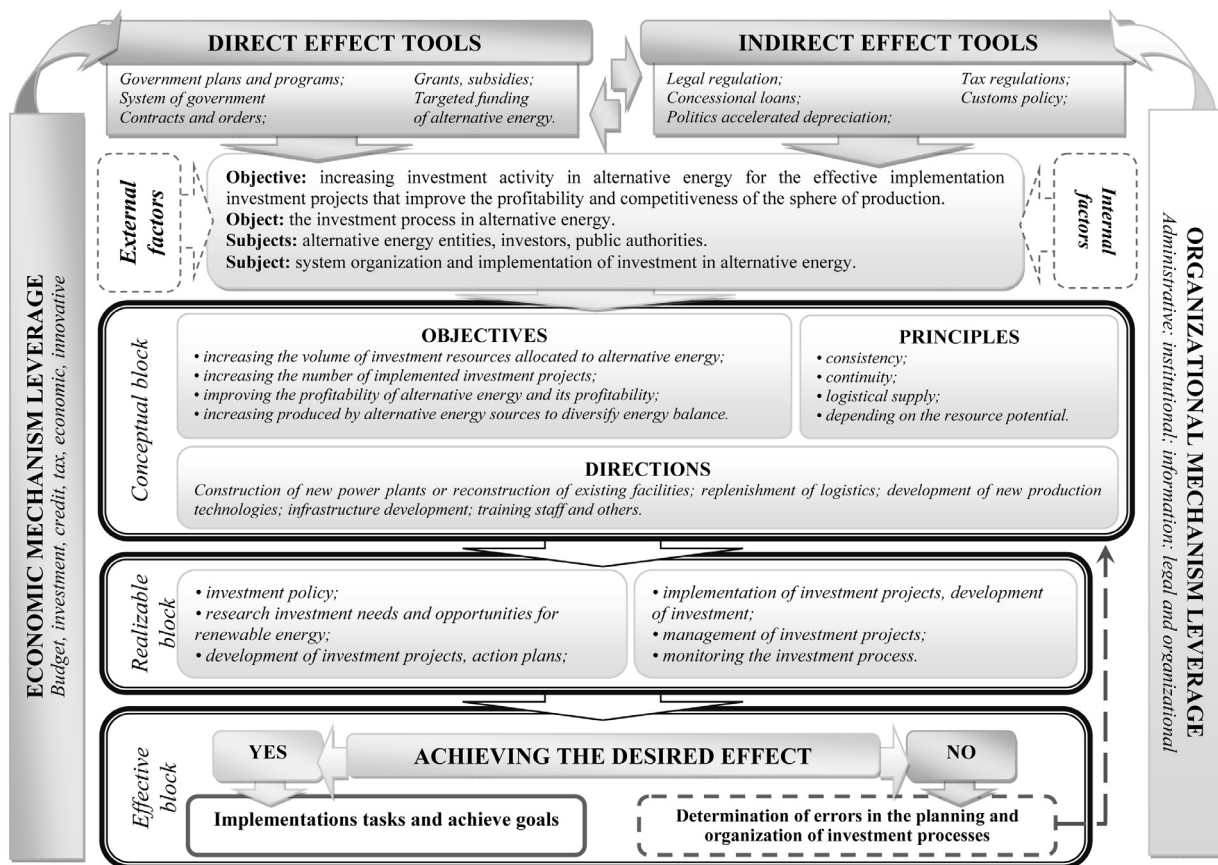 DIRECT EFFECT TOOLS
Government plans and programs;
System of government
Contracts and orders;
Grants, subsidies;
Targeted funding
of alternative energy.
INDIRECT EFFECT TOOLS
Legal regulation;
Concessional loans;
Politics accelerated depreciation;
Tax regulations;
Customs policy;
ECONOMIC MECHANISM LEVERAGE
Budget, investment, credit, tax, economic, innovative
External
factors
Objective: increasing investment activity in alternative energy for the effective implementation
investment projects that improve the profitability and competitiveness of the sphere of production.
Object: the investment process in alternative energy.
Subjects: alternative energy entities, investors, public authorities.
Subject: system organization and implementation of investment in alternative energy.
Internal
factors
ORGANIZATIONAL MECHANISM LEVERAGE
Administrative: institutional; information; legal and organizational
Conceptual block
OBJECTIVES
• increasing the volume of investment resources allocated to alternative energy;
• increasing the number of implemented investment projects;
• improving the profitability of alternative energy and its profitability;
• increasing produced by alternative energy sources to diversify energy balance.
PRINCIPLES
• consistency;
• continuity;
• logistical supply;
• depending on the resource potential.
DIRECTIONS
Construction of new power plants or reconstruction of existing facilities; replenishment of logistics; development of new production
technologies; infrastructure development; training staff and others.
Realizable
block
• investment policy;
• research investment needs and opportunities for
renewable energy;
• development of investment projects, action plans;
• implementation of investment projects, development
of investment;
• management of investment projects;
• monitoring the investment process.
Effective
block
YES
ACHIEVING THE DESIRED EFFECT
NO
Implementations tasks and achieve goals
Determination of errors in the planning and
organization of investment processes